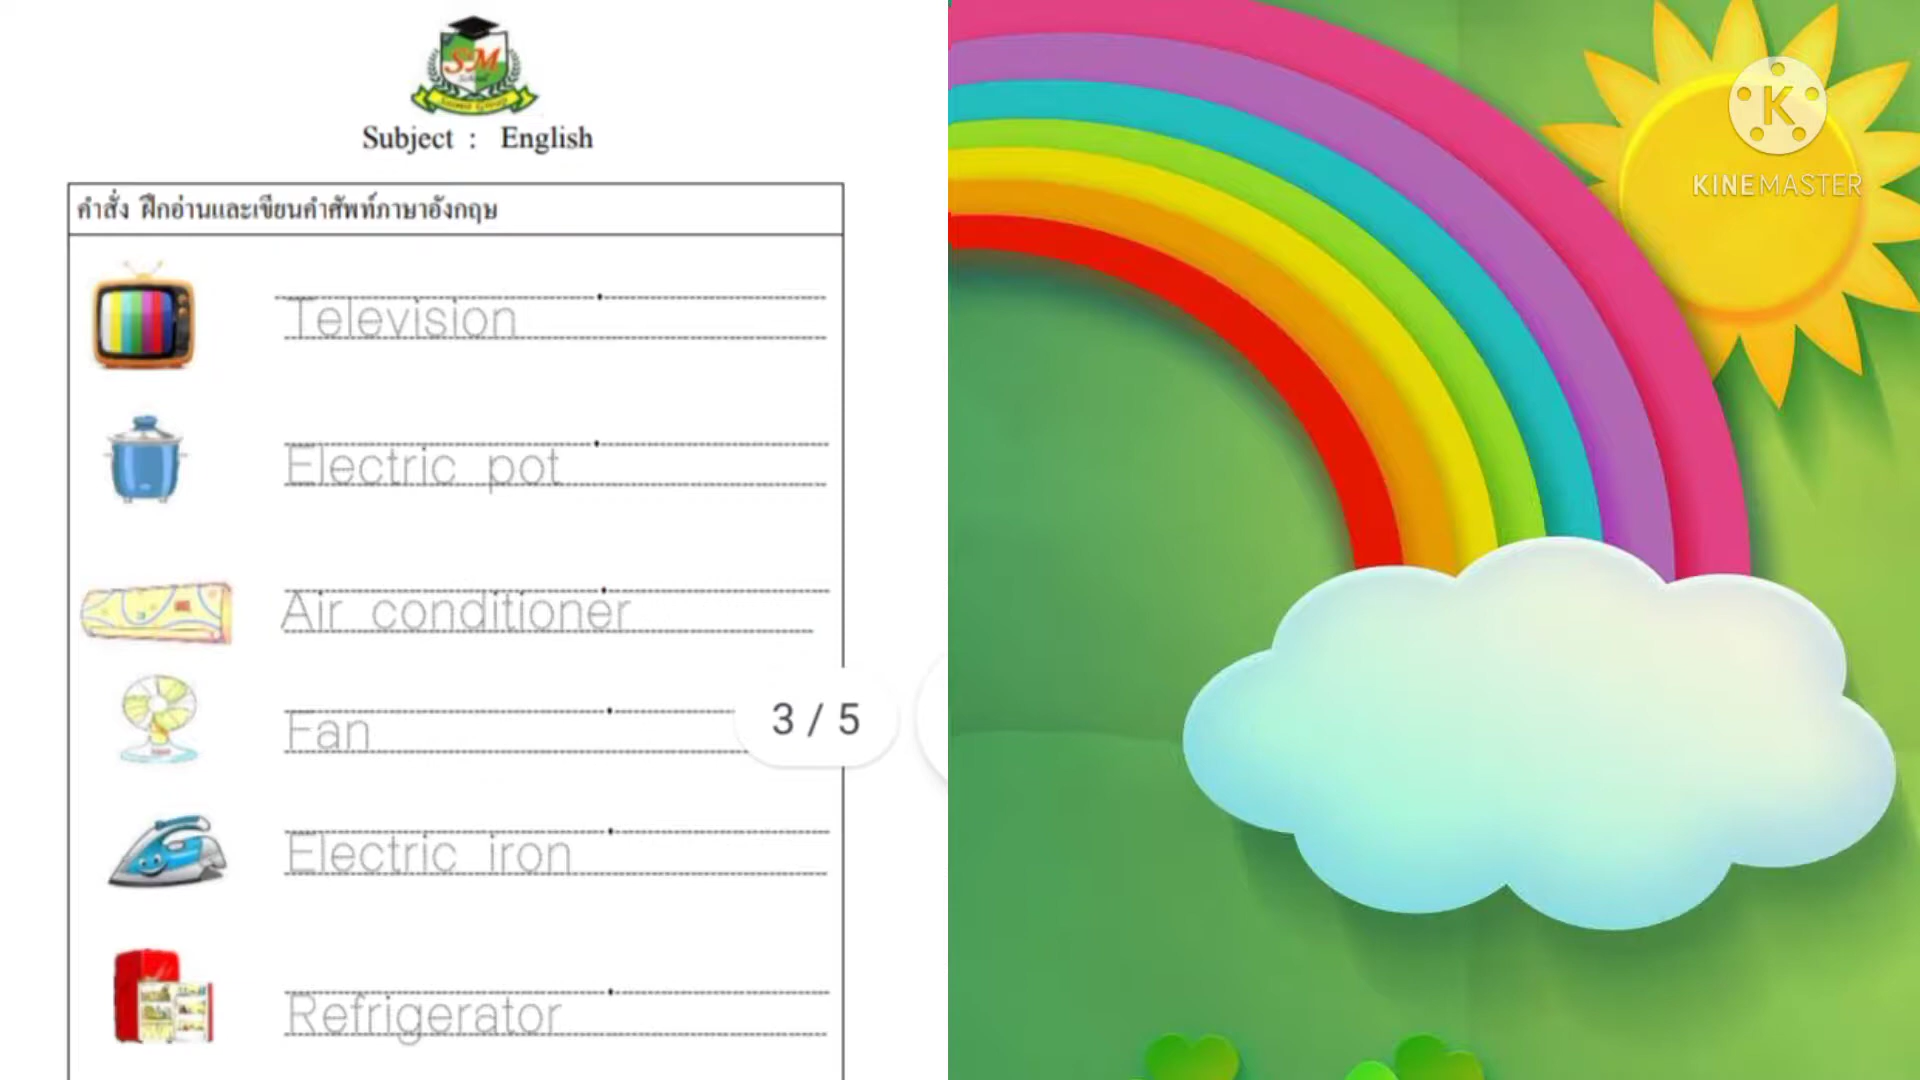 SM
School
Subject : English
คำสั่ง ฝึกอ่านและเขียนคำศัพท์ภาษาอังกฤษ
Television
Electric pot
Air conditioner
Fan
3 / 5
Electric iron
Refrigerator
K
KINEMASTER